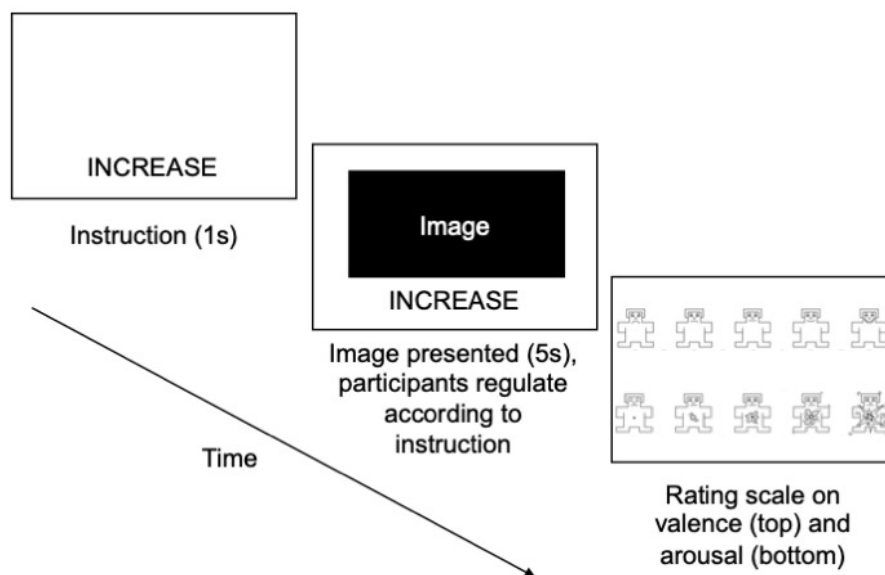 INCREASE
Instruction (1s)
Image
INCREASE
Image presented (5s),
participants regulate
according to
instruction
Time
Rating scale on
valence (top) and
arousal (bottom)